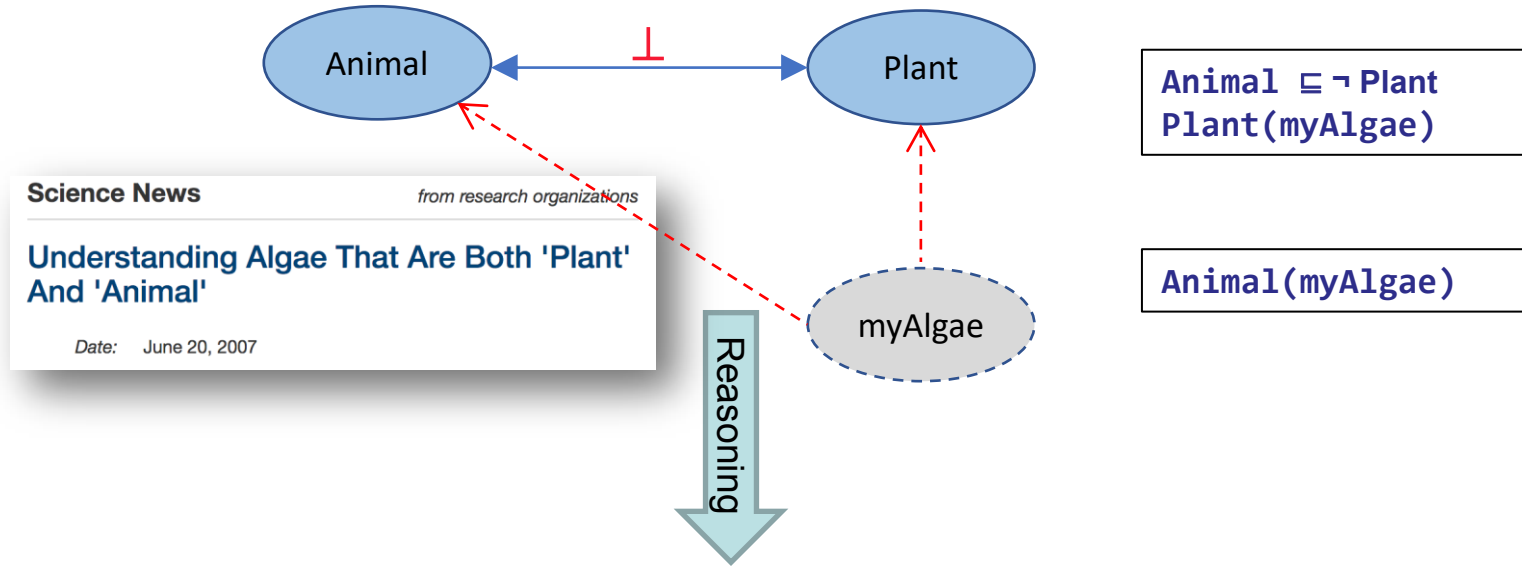 Animal
⊥
Plant
Animal ⊑ ¬ Plant
Plant(myAlgae)
Science News
from research organizations
Understanding Algae That Are Both 'Plant'
And 'Animal'
Date: June 20, 2007
Animal(myAlgae)
myAlgae
Reasoning